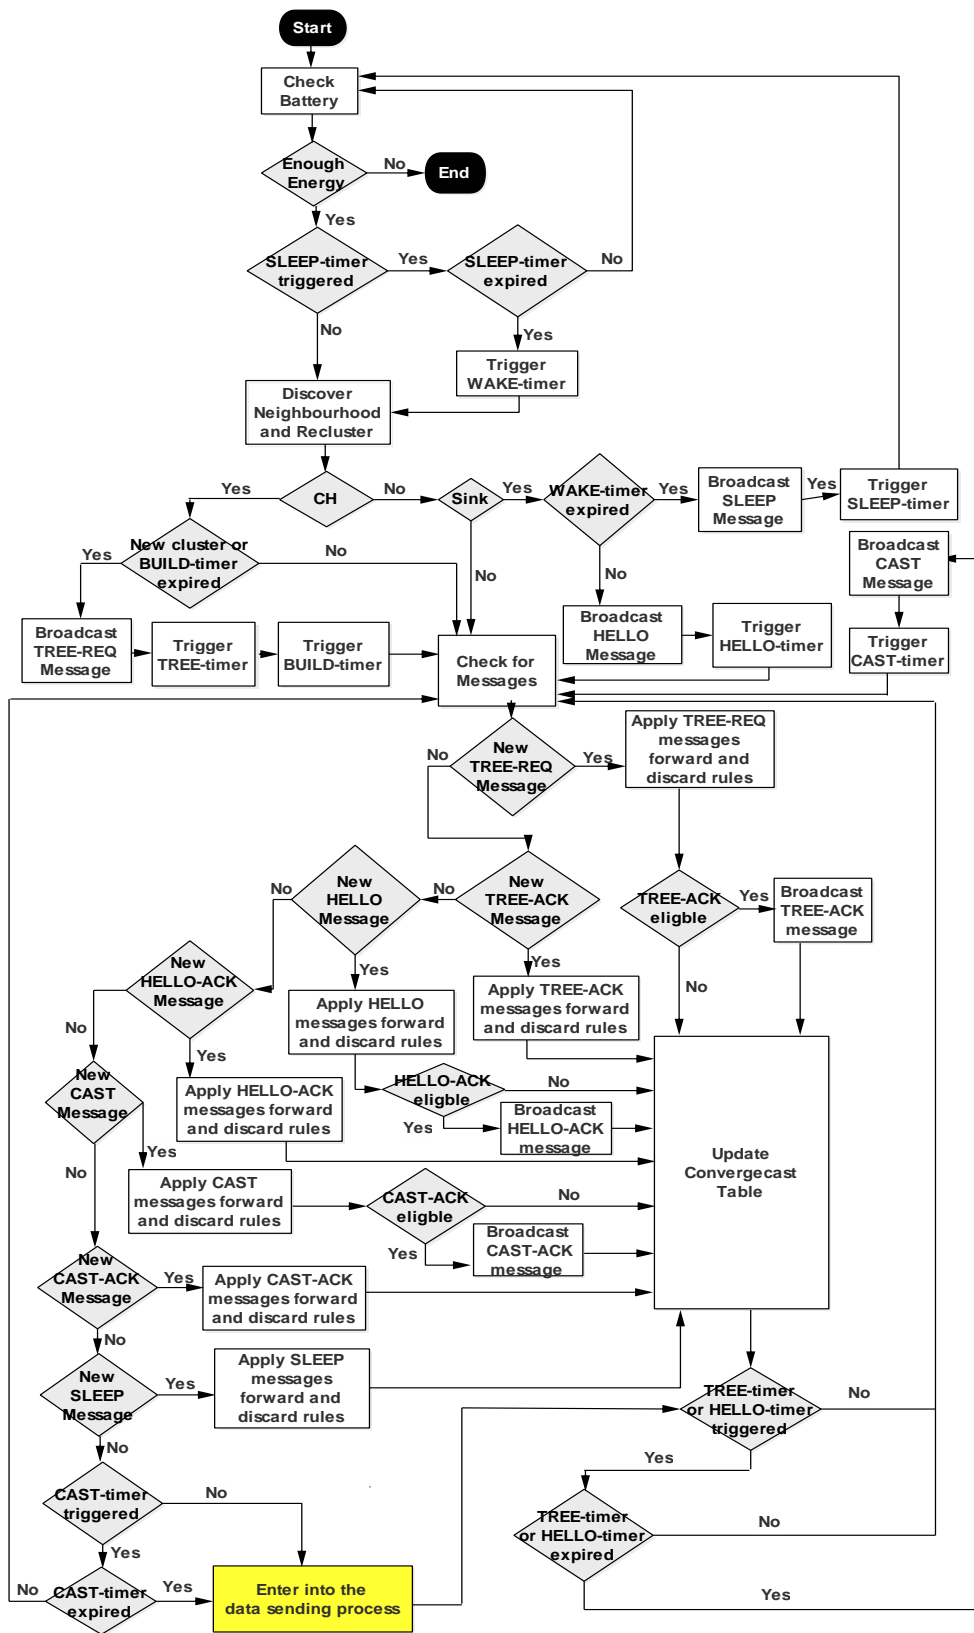 Start
Check
Battery
Enough
Energy
No
End
Yes
SLEEP-timer
triggered
Yes
SLEEP-timer
expired
No
No
Yes
Trigger
WAKE-timer
Discover
Neighbourhood
and Recluster
Yes
CH
No
Sink
Yes
WAKE-timer
expired
Yes
Broadcast
SLEEP
Message
Yes
Trigger
SLEEP-timer
Yes
New cluster or
BUILD-timer
expired
No
No
No
Broadcast
CAST
Message
Broadcast
TREE-REQ
Message
Trigger
TREE-timer
Trigger
BUILD-timer
Check for
Messages
Broadcast
HELLO
Message
Trigger
HELLO-timer
Trigger
CAST-timer
No
New
TREE-REQ
Message
Yes
Apply TREE-REQ
messages
forward and
discard rules
No
New
HELLO
Message
No
New
TREE-ACK
Message
TREE-ACK
eligble
Yes
Broadcast
TREE-ACK
message
New
HELLO-ACK
Message
Yes
Yes
No
Apply HELLO
messages forward
and discard rules
Apply TREE-ACK
messages forward
and discard rules
No
Yes
New
CAST
Message
Apply HELLO-ACK
messages forward
and discard rules
HELLO-ACK
eligble
No
Yes
Broadcast
HELLO-ACK
message
Update
Convergecast
Table
No
Yes
Apply CAST
messages forward
and discard rules
CAST-ACK
eligble
No
Yes
Broadcast
CAST-ACK
message
New
CAST-ACK
Message
Yes
Apply CAST-ACK
messages forward
and discard rules
No
New
SLEEP
Message
Yes
Apply SLEEP
messages
forward and
discard rules
TREE-timer
or HELLO-timer
triggered
No
No
Yes
CAST-timer
triggered
No
TREE-timer
or HELLO-timer
expired
No
Yes
No
CAST-timer
expired
Yes
Enter into the
data sending process
Yes